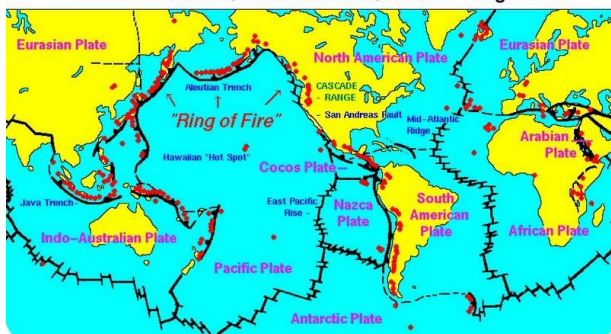 Eurasian Plate
North American Plate
Eurasian Plate
Aleutian Trench
CASCADE
RANGE
"Ring of Fire"
San Andreas Fault
Mid-Atlantic
Ridge
Arabian
Plate
Hawaiian "Hot Spot"
Cocos Plate
Java Trench
East Pacific
Rise
Nazca
Plate
South
American
Plate
Indo-Australian Plate
African Plate
Pacific Plate
Antarctic Plate